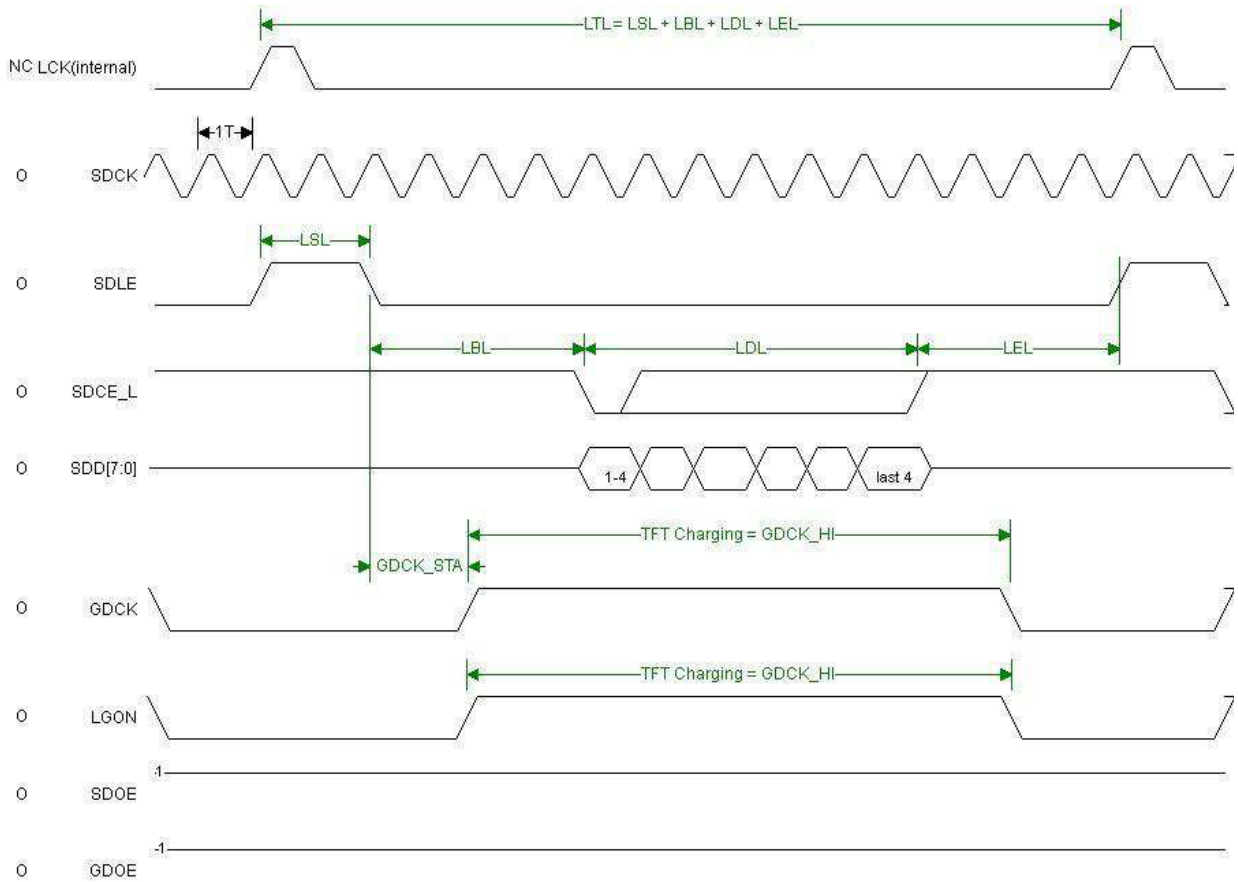 LTL = LSL + LBL + LDL + LEL
NC LCK(internal)
1T
O SDCK
LSL
O SDLE
LBL LDL LEL
O SDCE_L
O SDD[7:0]
1-4 last 4
TFT Charging = GDCK_HI
GDCK_STA
O GDCK
TFT Charging = GDCK_HI
O LGON
1
O SDOE
1
O GDOE